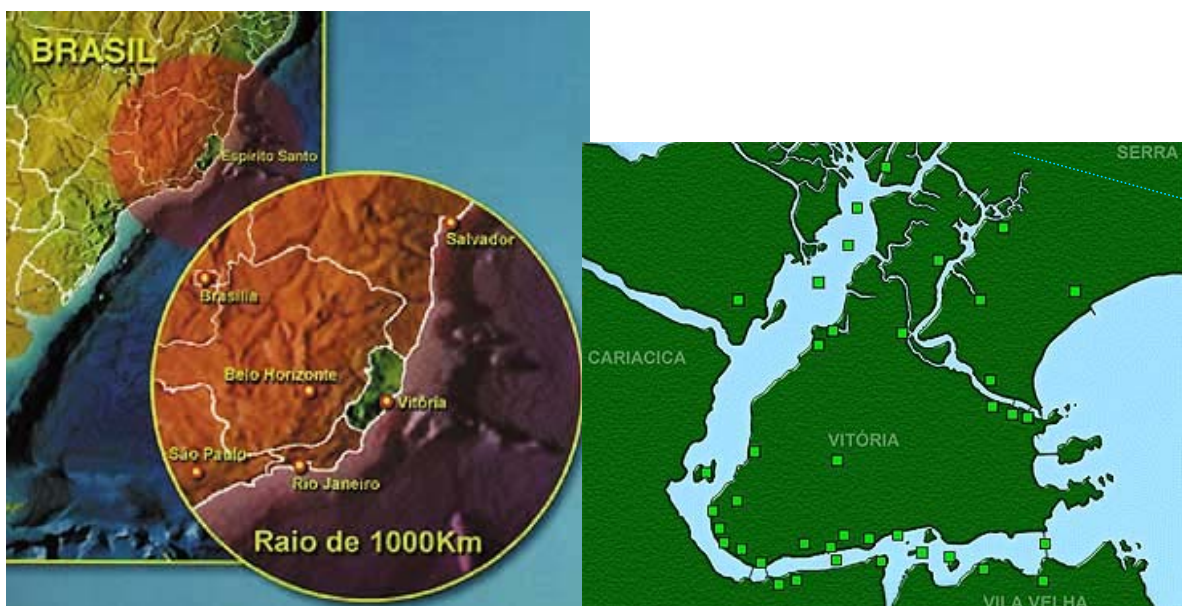 BRASIL
Espírito Santo
Salvador
Brasília
Belo Horizonte
Vitória
São Paulo
Rio Janeiro
Raio de 1000Km
SERRA
CARIACICA
VITÓRIA
VILA VELHA